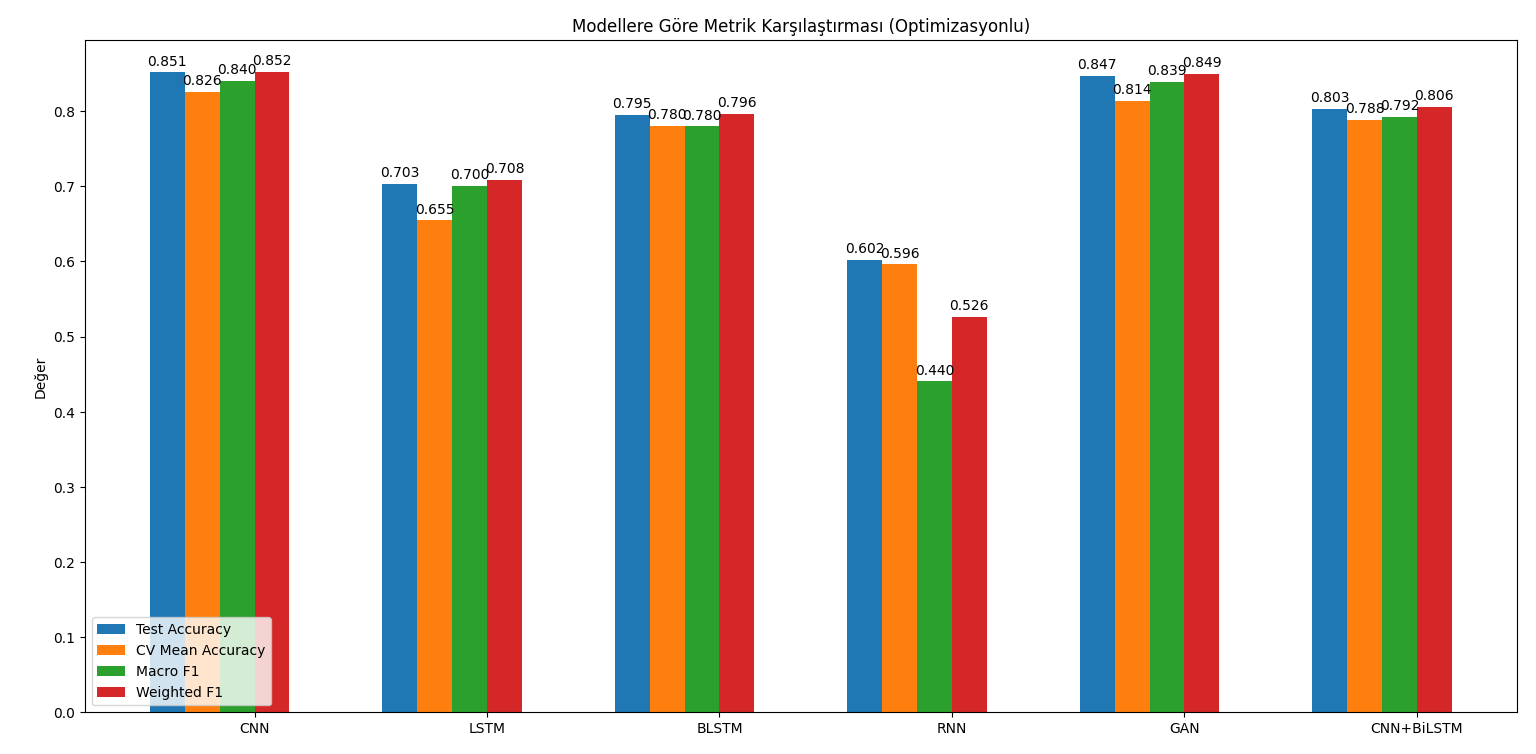 Modellere Göre Metrik Karşılaştırması (Optimizasyonlu)
Değer
0.8
0.7
0.6
0.5
0.4
0.3
0.2
0.1
0.0
0.851
0.826
0.840
0.852
0.703
0.655
0.700
0.708
0.795
0.780
0.780
0.796
0.602
0.596
0.440
0.526
0.847
0.814
0.839
0.849
0.803
0.788
0.792
0.806
Test Accuracy
CV Mean Accuracy
Macro F1
Weighted F1
CNN
LSTM
BLSTM
RNN
GAN
CNN+BiLSTM